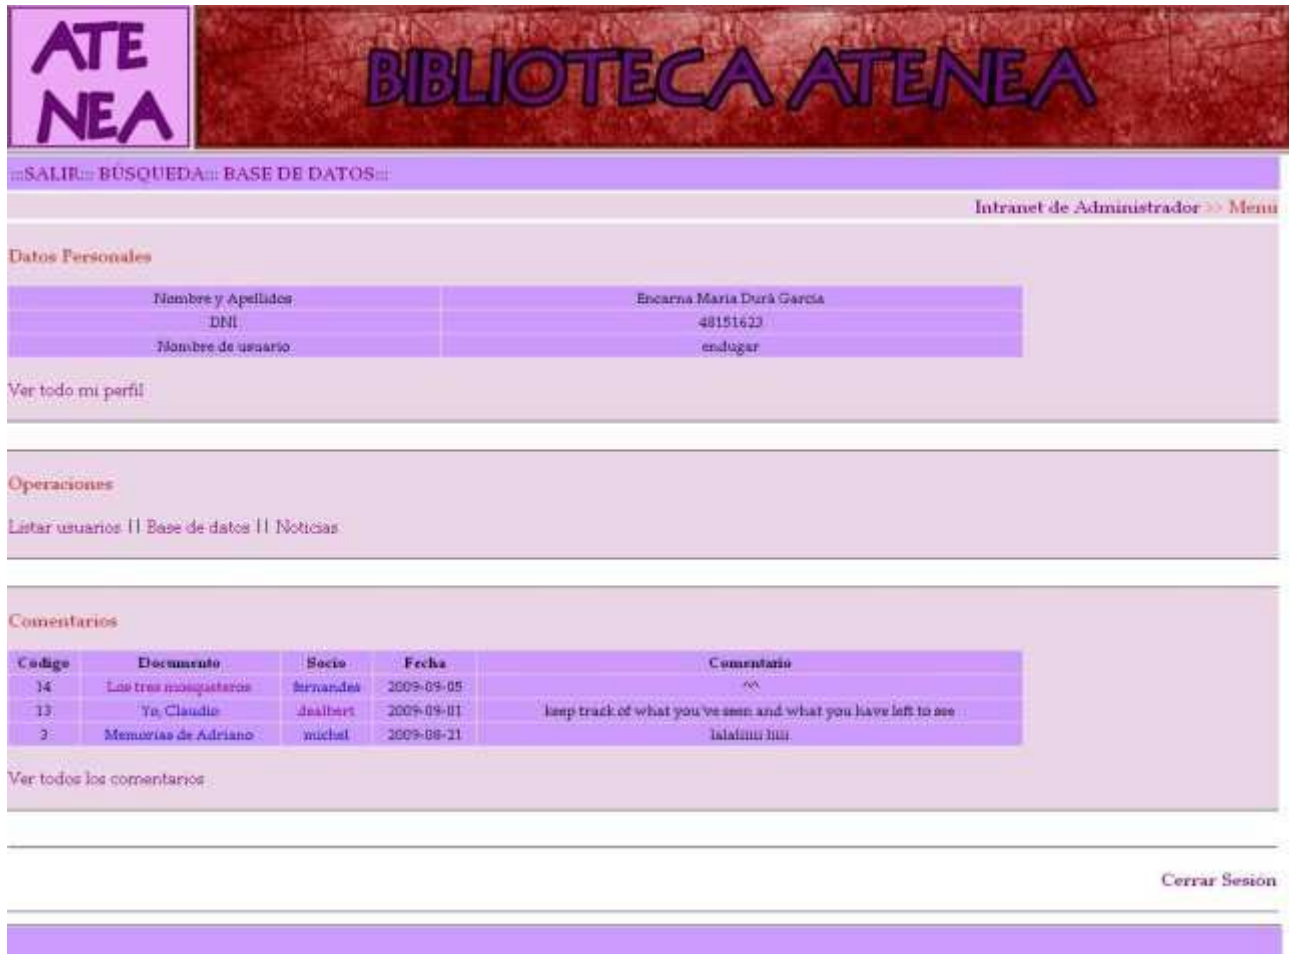 ATE
NEA
BIBLIOTECA ATENEA
:::SALIR::: BÚSQUEDA::: BASE DE DATOS:::
Intranet de Administrador >> Menu
Datos Personales
Nombre y Apellidos Encarna Maria Durà Garcia
DNI 48151623
Nombre de usuario endugar
Ver todo mi perfil
Operaciones
Listar usuarios || Base de datos || Noticias
Comentarios
Codigo Documento Socio Fecha Comentario
14 Los tres mosqueteros fernandes 2009-09-05 ^^
13 Yo, Claudio dealbert 2009-09-01 keep track of what you've seen and what you have left to see
3 Memorias de Adriano michel 2009-08-21
Ver todos los comentarios
Cerrar Sesión